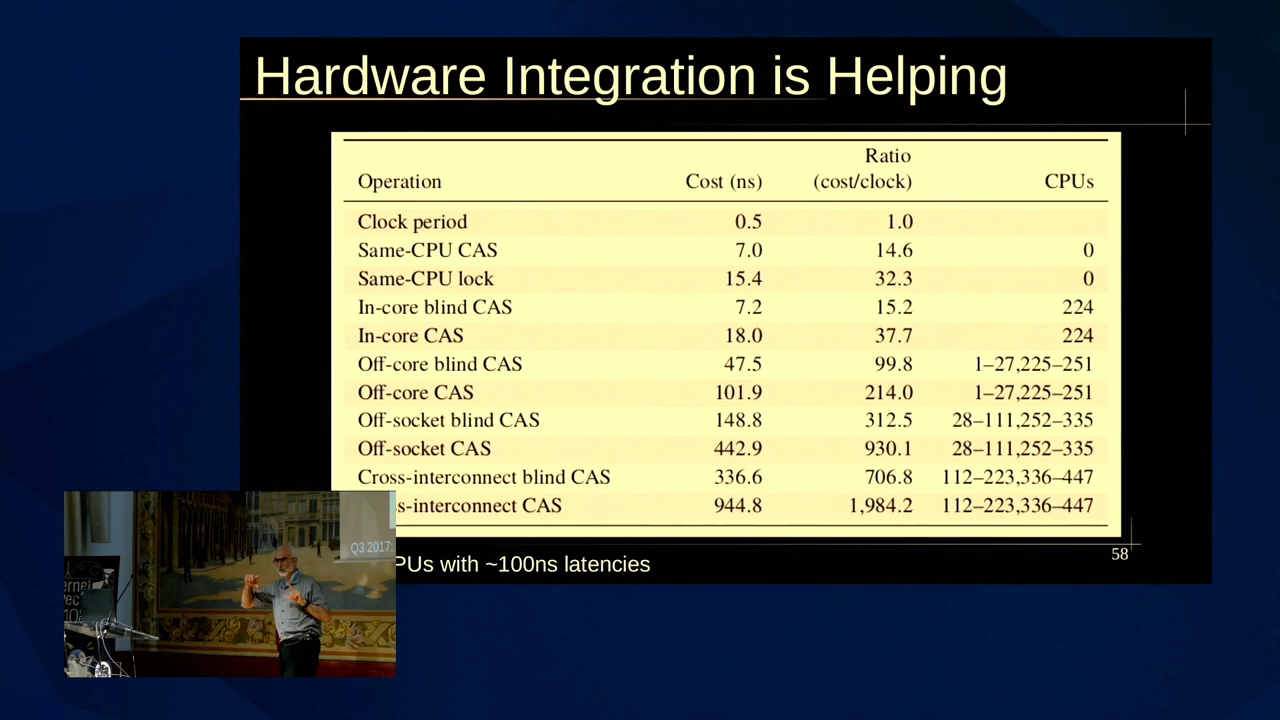 Hardware Integration is Helping
Operation Cost (ns) Ratio (cost/clock) CPUs
Clock period 0.5 1.0
Same-CPU CAS 7.0 14.6 0
Same-CPU lock 15.4 32.3 0
In-core blind CAS 7.2 15.2 224
In-core CAS 18.0 37.7 224
Off-core blind CAS 47.5 99.8 1–27,225–251
Off-core CAS 101.9 214.0 1–27,225–251
Off-socket blind CAS 148.8 312.5 28–111,252–335
Off-socket CAS 442.9 930.1 28–111,252–335
Cross-interconnect blind CAS 336.6 706.8 112–223,336–447
s-interconnect CAS 944.8 1,984.2 112–223,336–447
PUs with ~100ns latencies
58
Q3 2017: